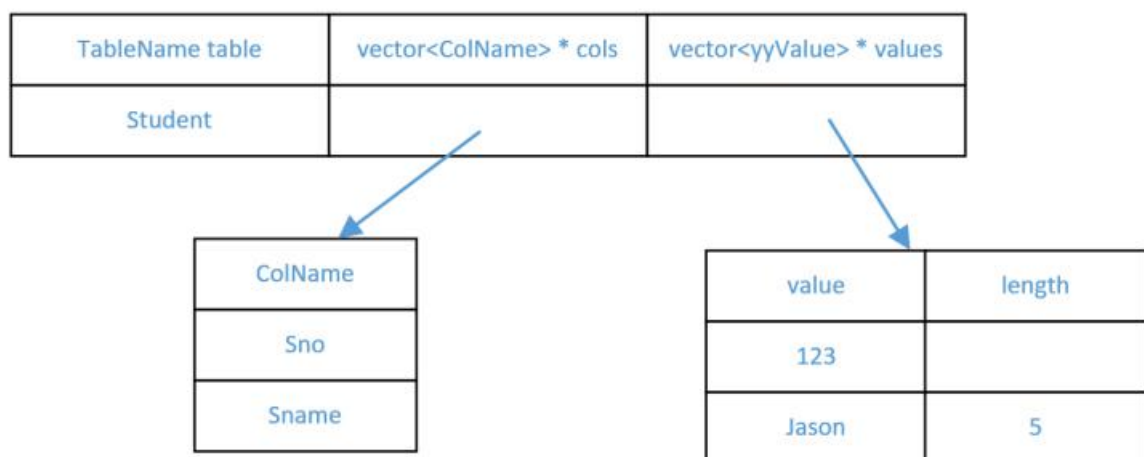 TableName table vector<ColName> * cols vector<yyValue> * values
Student
ColName
Sno
Sname
value length
123
Jason 5